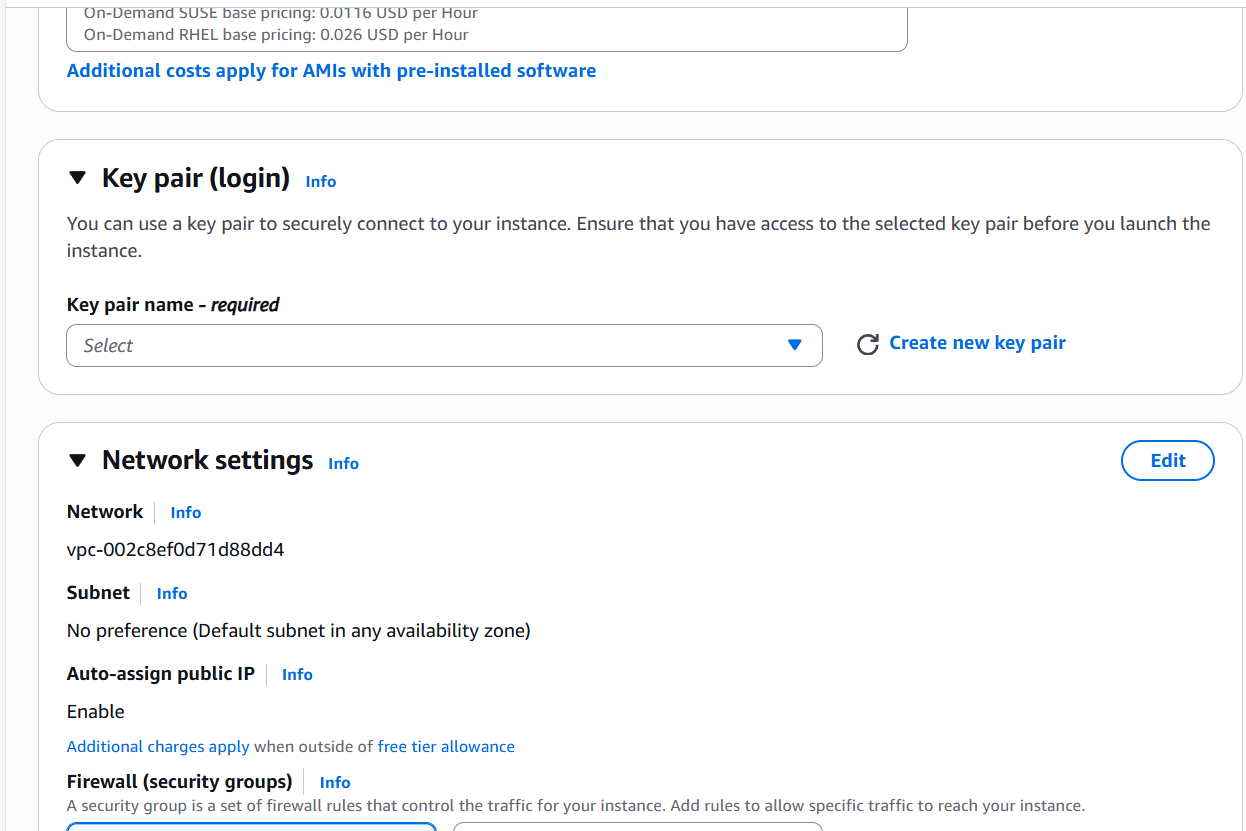 On-Demand SUSE base pricing: 0.0116 USD per Hour
On-Demand RHEL base pricing: 0.026 USD per Hour
Additional costs apply for AMIs with pre-installed software
Key pair (login) Info
You can use a key pair to securely connect to your instance. Ensure that you have access to the selected key pair before you launch the
instance.
Key pair name - required
Select
Create new key pair
Network settings Info
Edit
Network Info
vpc-002c8ef0d71d88dd4
Subnet Info
No preference (Default subnet in any availability zone)
Auto-assign public IP Info
Enable
Additional charges apply when outside of free tier allowance
Firewall (security groups) Info
A security group is a set of firewall rules that control the traffic for your instance. Add rules to allow specific traffic to reach your instance.